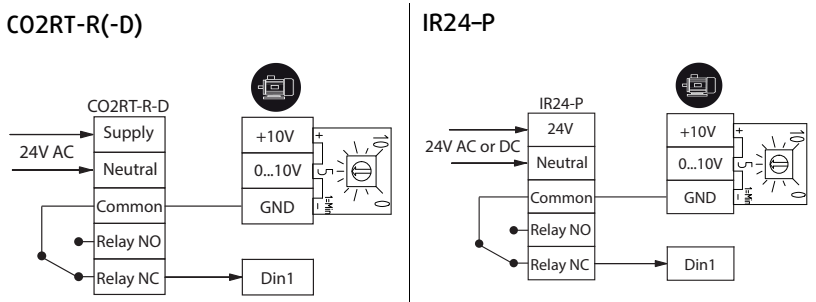 CO2RT-R(-D)
CO2RT-R-D
24V AC
Supply
Neutral
Common
Relay NO
Relay NC
+10V
0...10V
GND
Din1
+
-
10
5
0
1=Min
IR24-P
IR24-P
24V AC or DC
24V
Neutral
Common
Relay NO
Relay NC
+10V
0...10V
GND
Din1
+
-
10
5
0
1=Min